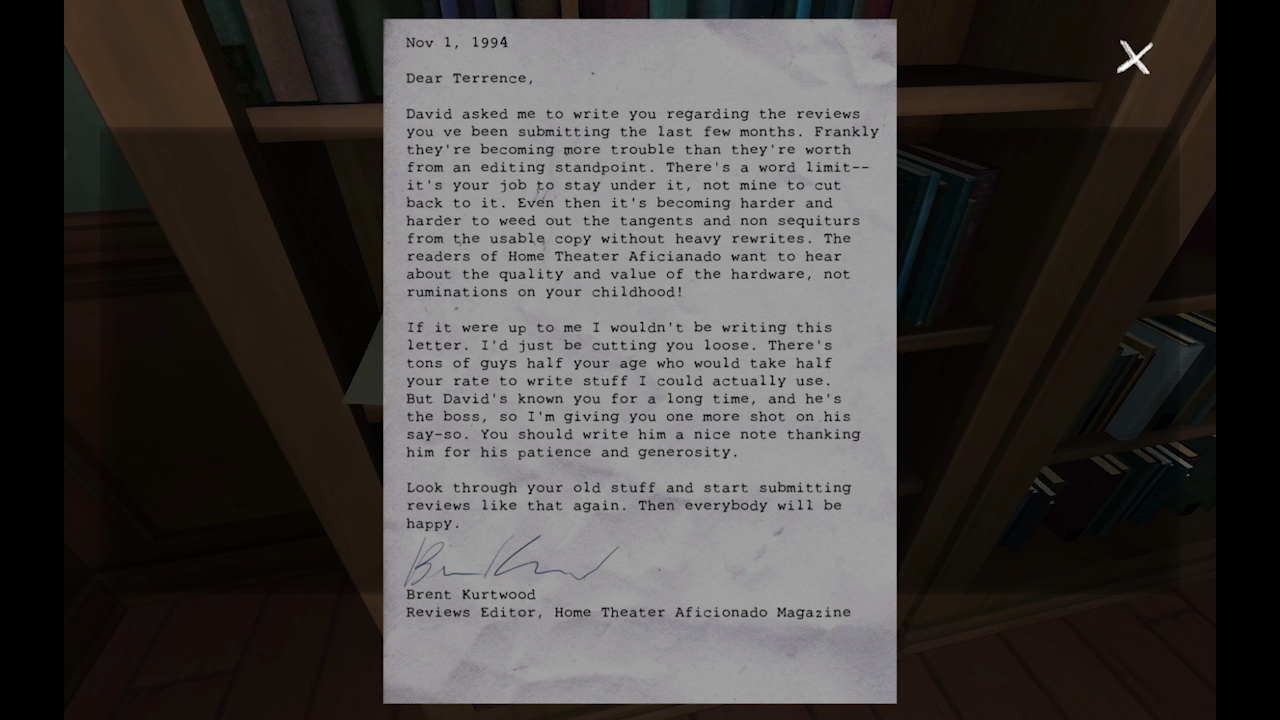 Nov 1, 1994
Dear Terrence,
David asked me to write you regarding the reviews
you ve been submitting the last few months. Frankly
they're becoming more trouble than they're worth
from an editing standpoint. There's a word limit--
it's your job to stay under it, not mine to cut
back to it. Even then it's becoming harder and
harder to weed out the tangents and non sequiturs
from the usable copy without heavy rewrites. The
readers of Home Theater Aficianado want to hear
about the quality and value of the hardware, not
ruminations on your childhood!
If it were up to me I wouldn't be writing this
letter. I'd just be cutting you loose. There's
tons of guys half your age who would take half
your rate to write stuff I could actually use.
But David's known you for a long time, and he's
the boss, so I'm giving you one more shot on his
say-so. You should write him a nice note thanking
him for his patience and generosity.
Look through your old stuff and start submitting
reviews like that again. Then everybody will be
happy.
Brent Kurtwood
Reviews Editor, Home Theater Aficionado Magazine